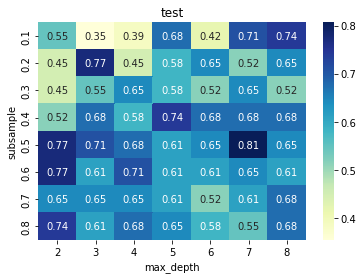 test
0.1 0.55 0.35 0.39 0.68 0.42 0.71 0.74
0.2 0.45 0.77 0.45 0.58 0.65 0.52 0.65
0.3 0.45 0.55 0.65 0.58 0.52 0.65 0.52
0.4 0.52 0.68 0.58 0.74 0.68 0.68 0.68
0.5 0.77 0.71 0.68 0.61 0.65 0.81 0.65
0.6 0.77 0.61 0.71 0.61 0.61 0.65 0.61
0.7 0.65 0.65 0.65 0.61 0.52 0.61 0.68
0.8 0.74 0.61 0.68 0.65 0.58 0.55 0.68
2 3 4 5 6 7 8
max_depth
subsample
0.8
0.7
0.6
0.5
0.4